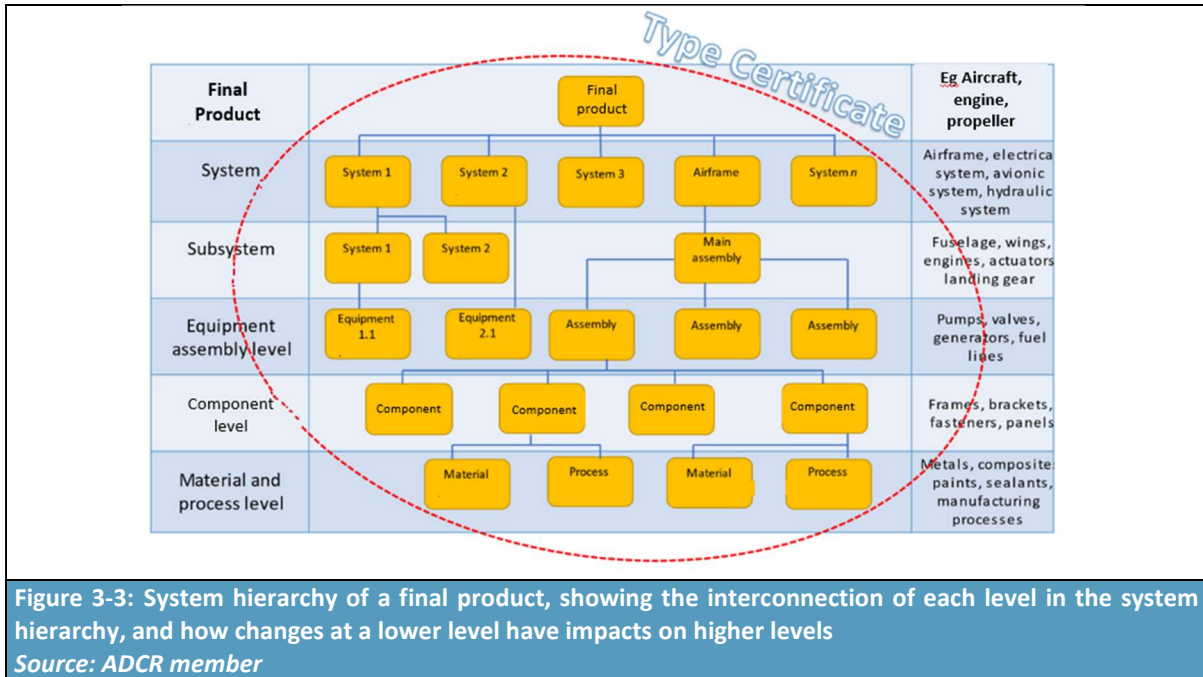 Type Certificate
Final
Product
Final
product
Eg Aircraft,
engine,
propeller
System
System 1
System 2
System 3
Airframe
System n
Airframe, electrica
system, avionic
system, hydraulic
system
Subsystem
System 1
System 2
Main
assembly
Fuselage, wings,
engines, actuators
landing gear
Equipment
assembly level
Equipment
1.1
Equipment
2.1
Assembly
Assembly
Assembly
Pumps, valves,
generators, fuel
lines
Component
level
Component
Component
Component
Component
Frames, brackets,
fasteners, panels
Material and
process level
Material
Process
Material
Process
Metals, composite
paints, sealants,
manufacturing
processes
Figure 3-3: System hierarchy of a final product, showing the interconnection of each level in the system
hierarchy, and how changes at a lower level have impacts on higher levels
Source: ADCR member